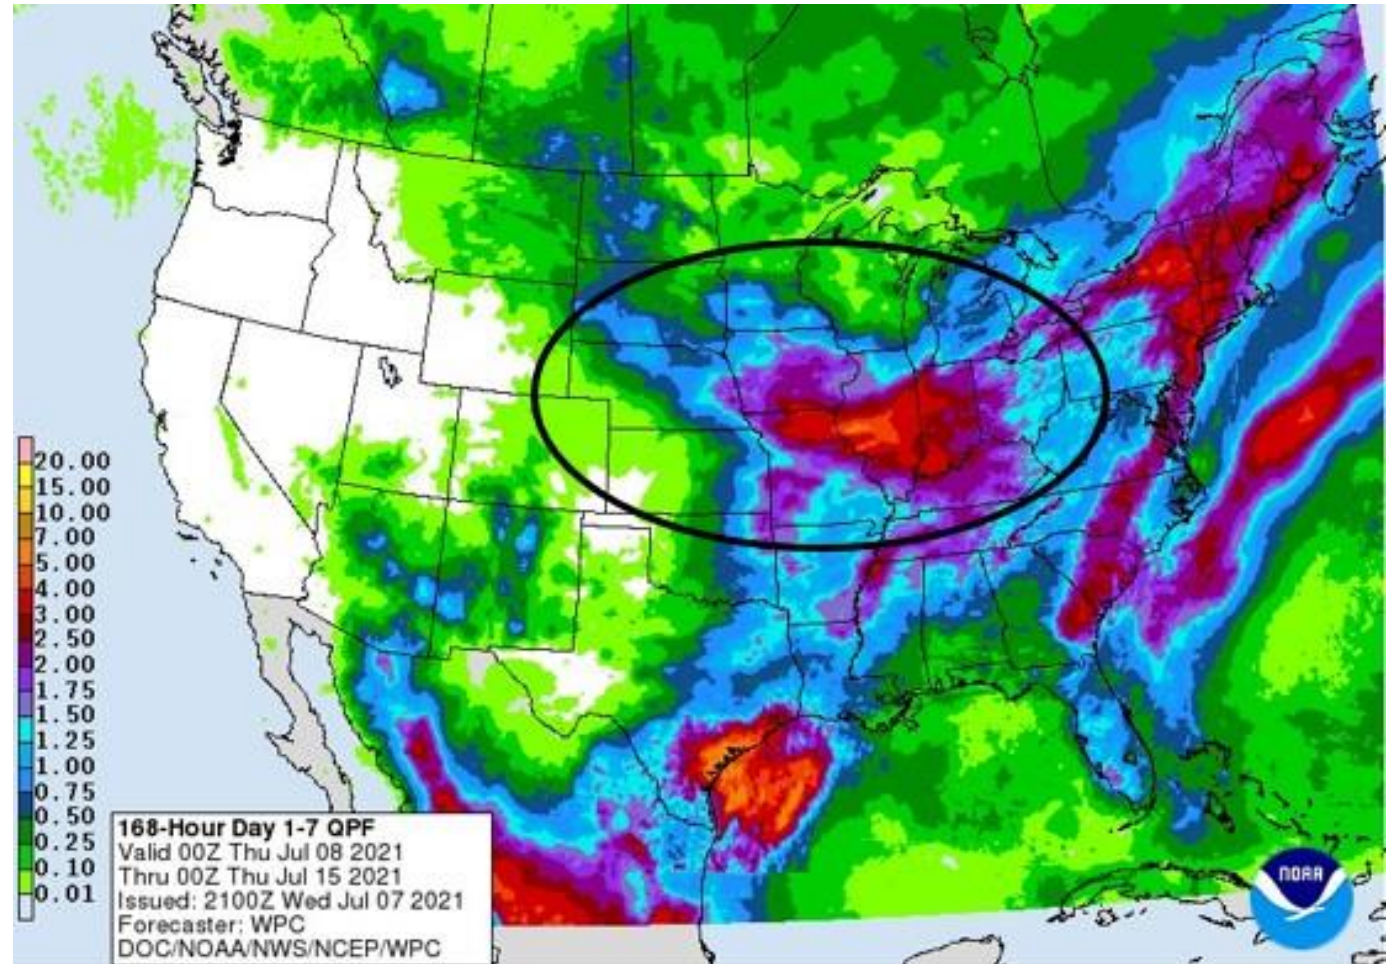 20.00
15.00
10.00
7.00
5.00
4.00
3.00
2.50
2.00
1.75
1.50
1.25
1.00
0.75
0.50
0.25
0.10
0.01
168-Hour Day 1-7 QPF
Valid 00Z Thu Jul 08 2021
Thru 00Z Thu Jul 15 2021
Issued: 2100Z Wed Jul 07 2021
Forecaster: WPC
DOC/NOAA/NWS/NCEP/WPC
NOAA